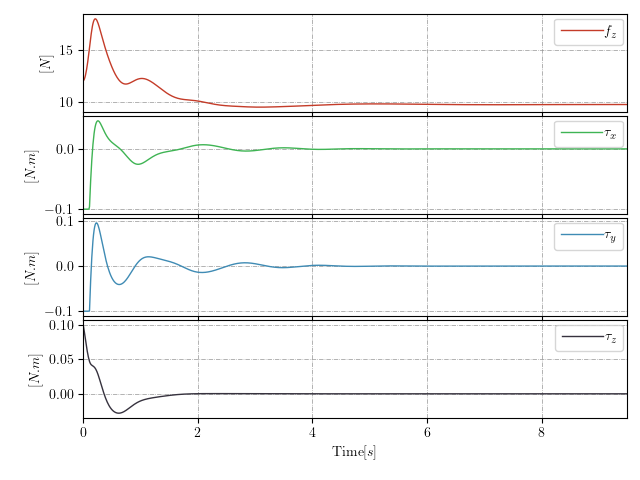 f_z
15
10
[N]
τ_x
0.0
−0.1
[N.m]
τ_y
0.1
0.0
−0.1
[N.m]
τ_z
0.10
0.05
0.00
[N.m]
0 2 4 6 8
Time[s]